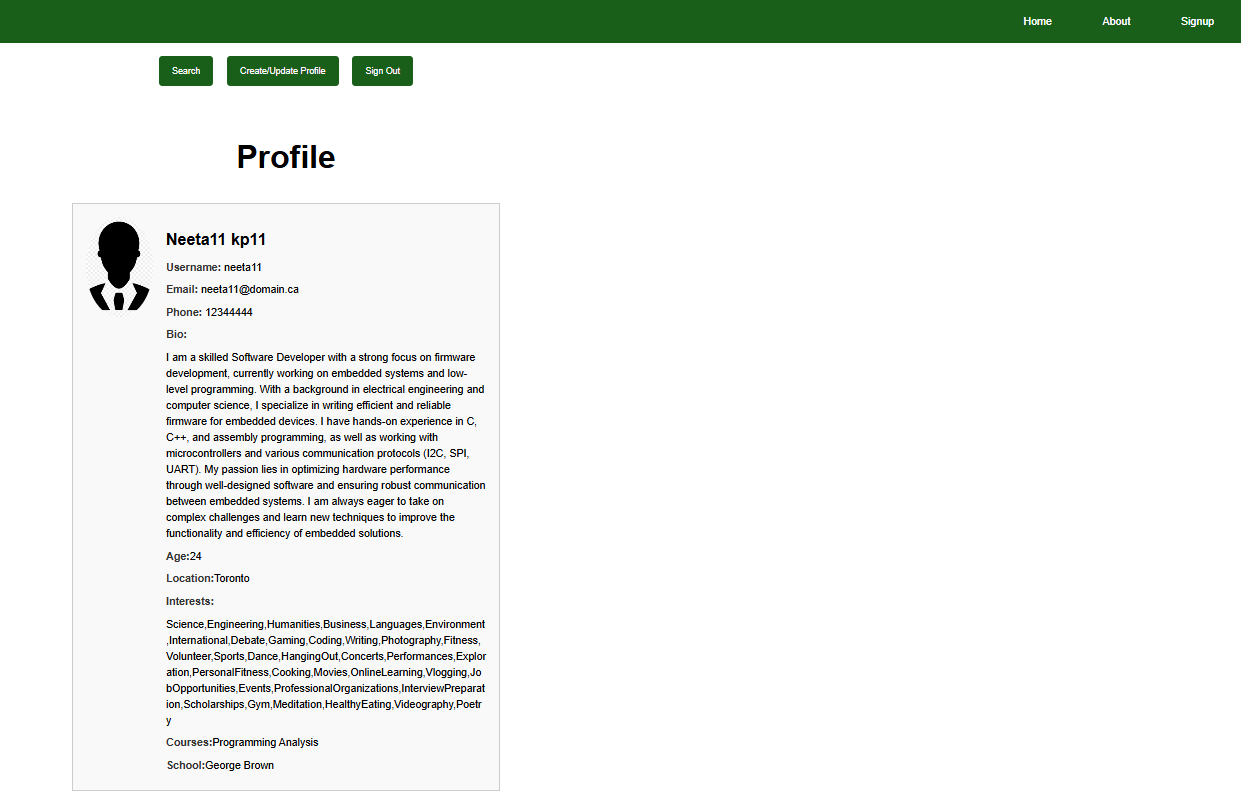 Home About Signup
Search Create/Update Profile Sign Out
Profile
Neeta11 kp11
Username: neeta11
Email: neeta11@domain.ca
Phone: 12344444
Bio:
I am a skilled Software Developer with a strong focus on firmware
development, currently working on embedded systems and low-
level programming. With a background in electrical engineering and
computer science, I specialize in writing efficient and reliable
firmware for embedded devices. I have hands-on experience in C,
C++, and assembly programming, as well as working with
microcontrollers and various communication protocols (I2C, SPI,
UART). My passion lies in optimizing hardware performance
through well-designed software and ensuring robust communication
between embedded systems. I am always eager to take on
complex challenges and learn new techniques to improve the
functionality and efficiency of embedded solutions.
Age:24
Location:Toronto
Interests:
Science,Engineering,Humanities,Business,Languages,Environment
,International,Debate,Gaming,Coding,Writing,Photography,Fitness,
Volunteer,Sports,Dance,HangingOut,Concerts,Performances,Explor
ation,PersonalFitness,Cooking,Movies,OnlineLearning,Vlogging,Jo
bOpportunities,Events,ProfessionalOrganizations,InterviewPreparat
ion,Scholarships,Gym,Meditation,HealthyEating,Videography,Poetr
y
Courses:Programming Analysis
School:George Brown